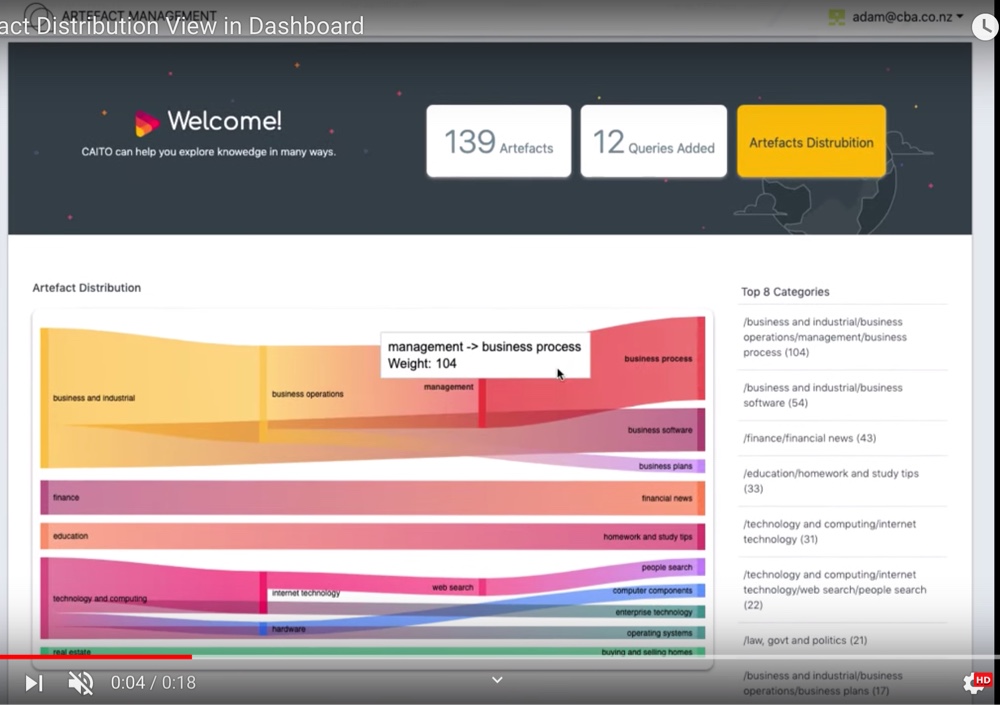 ARTEFACT MANAGEMENT
act Distribution View in Dashboard
adam@cba.co.nz
Welcome!
CAITO can help you explore knowedge in many ways.
139 Artefacts
12 Queries Added
Artefacts Distrubition
Artefact Distribution
management -> business process
Weight: 104
business and industrial
business operations
management
business process
business software
business plans
finance
financial news
education
homework and study tips
technology and computing
internet technology
web search
people search
computer components
enterprise technology
hardware
operating systems
real estate
buying and selling homes
Top 8 Categories
/business and industrial/business
operations/management/business
process (104)
/business and industrial/business
software (54)
/finance/financial news (43)
/education/homework and study tips
(33)
/technology and computing/internet
technology (31)
/technology and computing/internet
technology/web search/people search
(22)
/law, govt and politics (21)
/business and industrial/business
operations/business plans (17)
0:04 / 0:18
HD